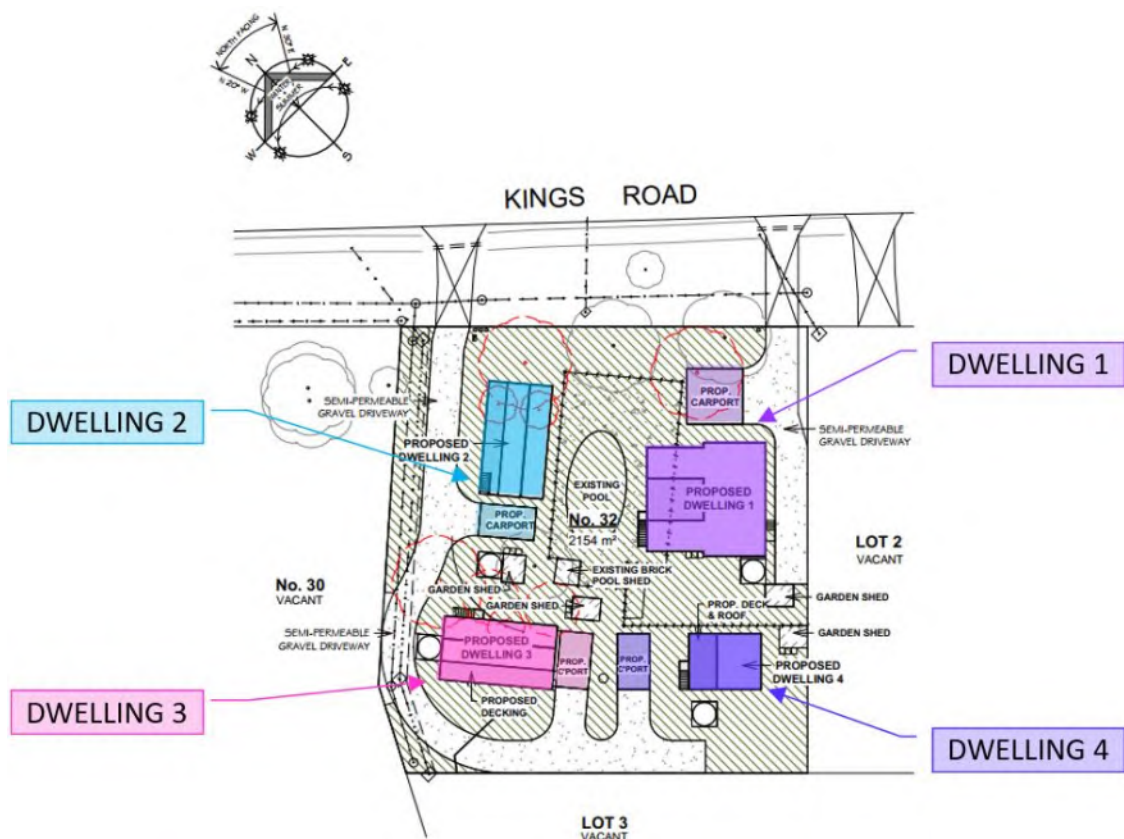 NORTH FACING
N 30° E
N 20° W
N
E
WINTER
SUMMER
W
S
KINGS ROAD
DWELLING 1
DWELLING 2
DWELLING 3
DWELLING 4
PROP.
CARPORT
SEMI-PERMEABLE
GRAVEL DRIVEWAY
SEMI-PERMEABLE
GRAVEL DRIVEWAY
PROPOSED
DWELLING 2
EXISTING
POOL
PROPOSED
DWELLING 1
PROP.
CARPORT
No. 32
2154 m²
LOT 2
VACANT
EXISTING BRICK
POOL SHED
GARDEN SHED
GARDEN SHED
GARDEN SHED
No. 30
VACANT
PROP. DECK
& ROOF
GARDEN SHED
SEMI-PERMEABLE
GRAVEL DRIVEWAY
PROPOSED
DWELLING 3
PROP.
C'PORT
PROP.
C'PORT
PROPOSED
DWELLING 4
PROPOSED
DECKING
LOT 3
VACANT